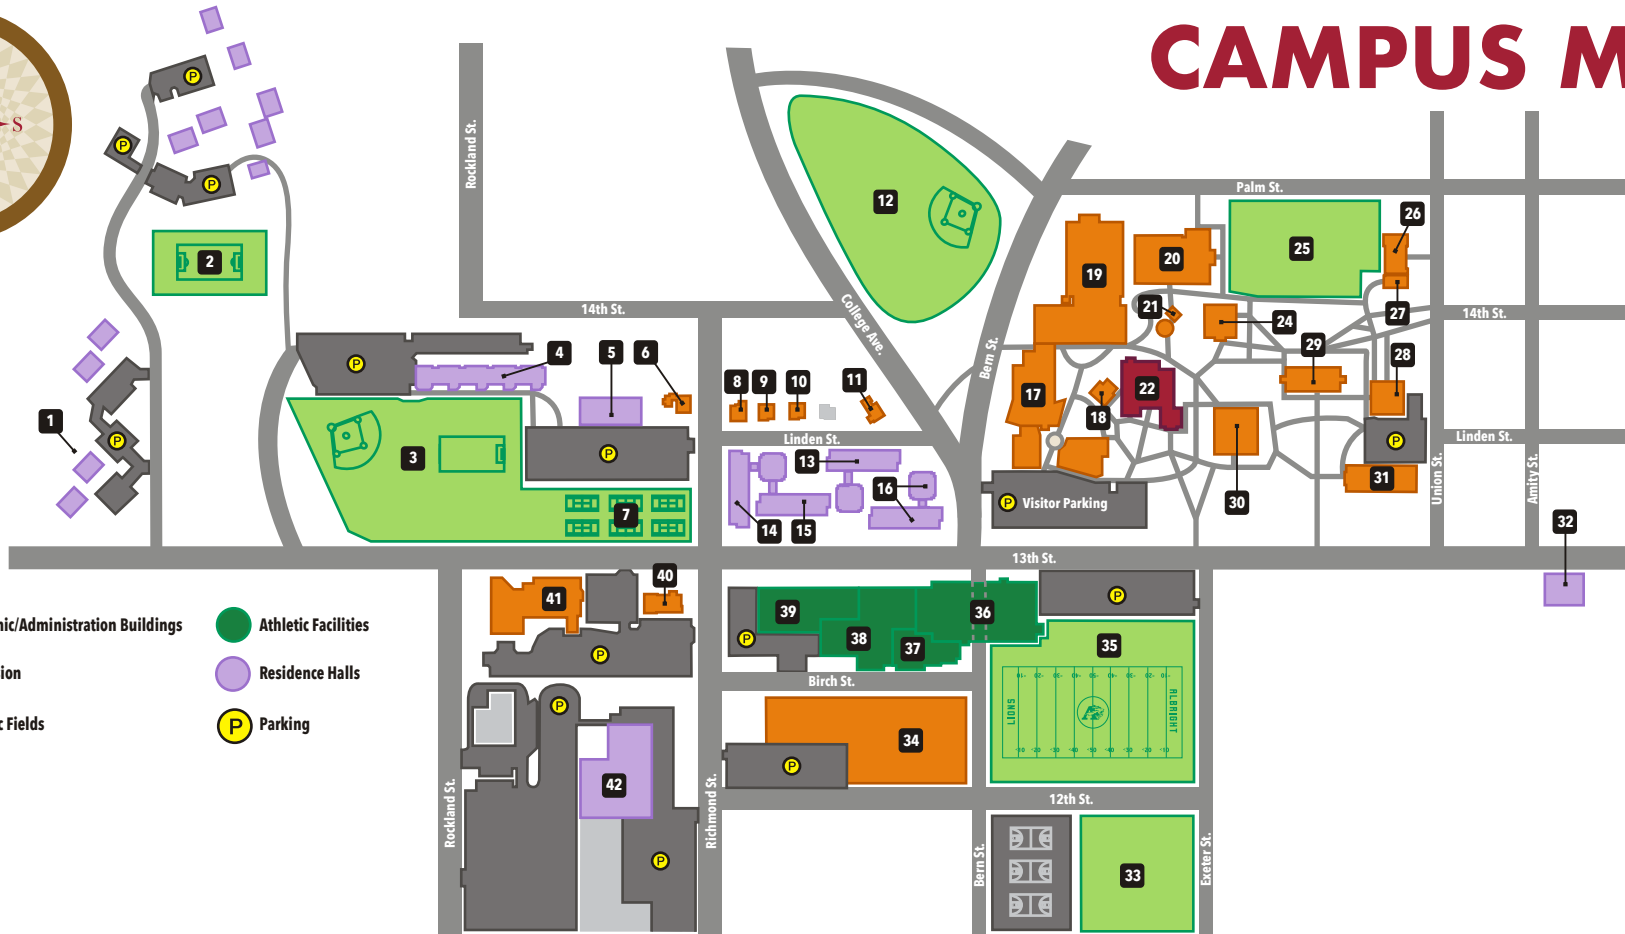 CAMPUS M
S
P
P
P
Rockland St.
Palm St.
26
12
2
25
19
20
21
24
27
14th St.
14th St.
College Ave.
Bern St.
29
28
4
5
6
8
9
10
11
P
17
18
22
1
P
3
P
Linden St.
13
16
14
15
7
P
Visitor Parking
30
31
P
Linden St.
Union St.
Amity St.
32
13th St.
41
40
P
39
38
37
36
P
35
P
Birch St.
SNOIL
ALBRIGHT
nic/Administration Buildings
Athletic Facilities
sion
Residence Halls
c Fields
P
Parking
P
42
P
34
P
Rockland St.
Richmond St.
12th St.
Bern St.
Exeter St.
33